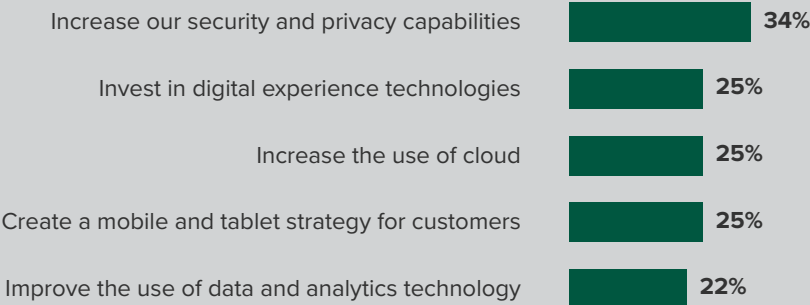 Increase our security and privacy capabilities 34%
Invest in digital experience technologies 25%
Increase the use of cloud 25%
Create a mobile and tablet strategy for customers 25%
Improve the use of data and analytics technology 22%